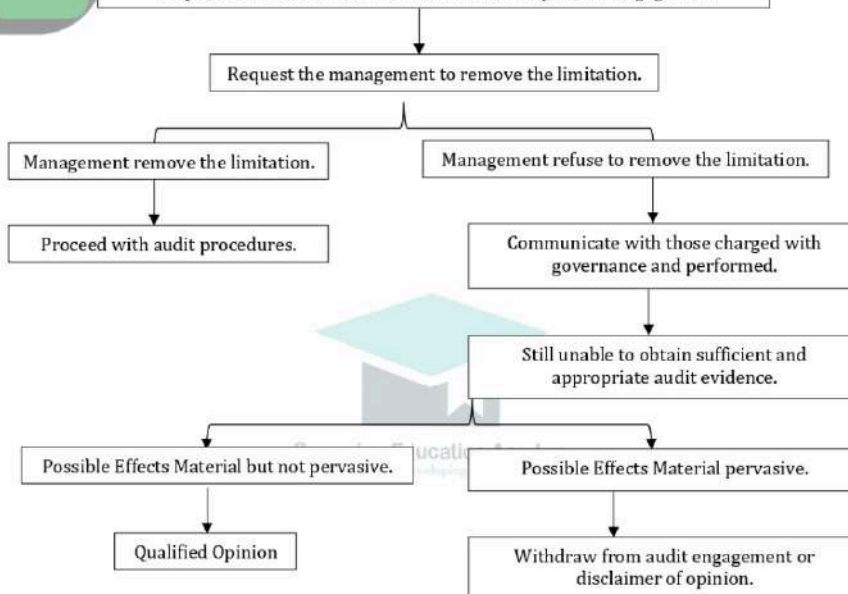 Request the management to remove the limitation.
Management remove the limitation.
Management refuse to remove the limitation.
Proceed with audit procedures.
Communicate with those charged with
governance and performed.
Still unable to obtain sufficient and
appropriate audit evidence.
Possible Effects Material but not pervasive.
Possible Effects Material pervasive.
Qualified Opinion
Withdraw from audit engagement or
disclaimer of opinion.